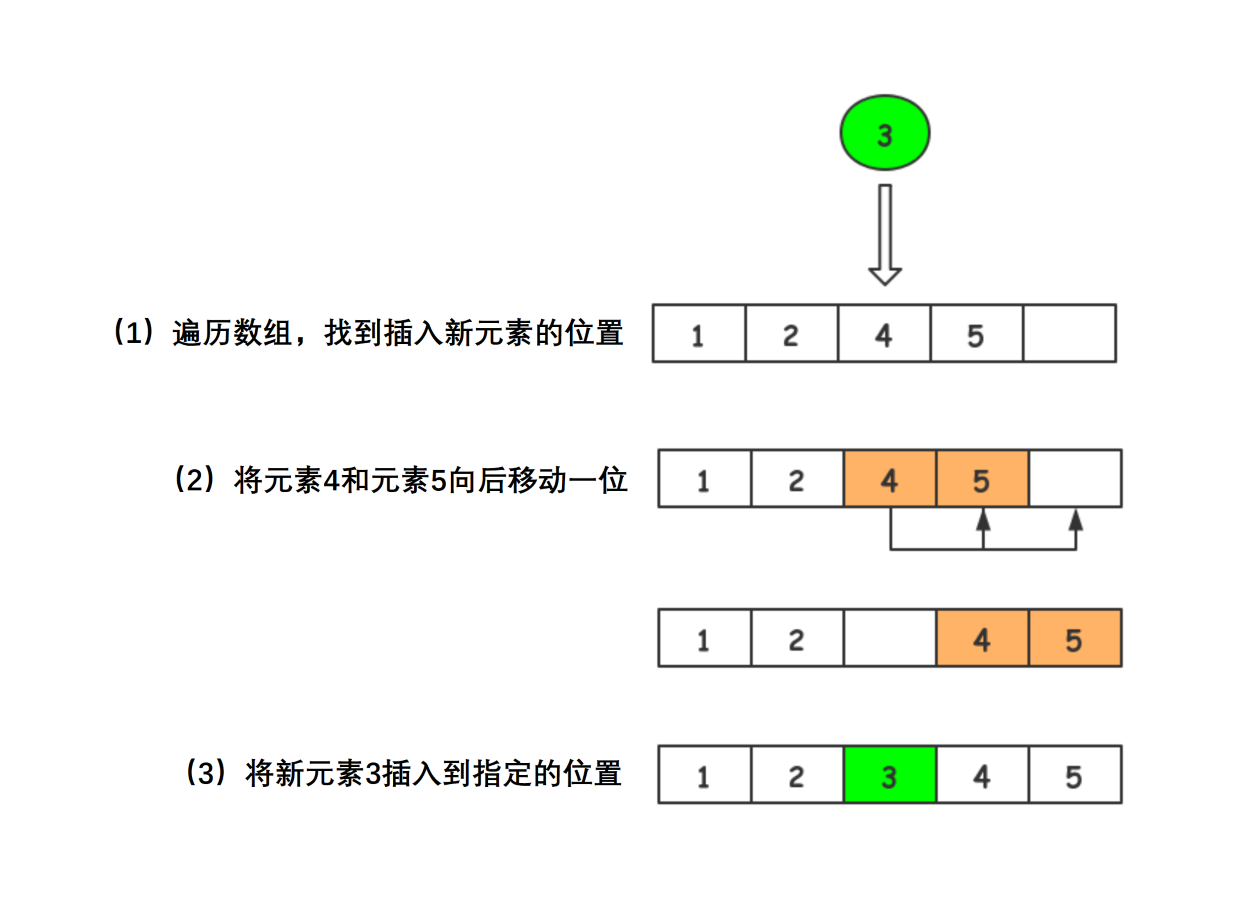 3
（1）遍历数组，找到插入新元素的位置 1 2 4 5
（2）将元素4和元素5向后移动一位 1 2 4 5
1 2 4 5
（3）将新元素3插入到指定的位置 1 2 3 4 5